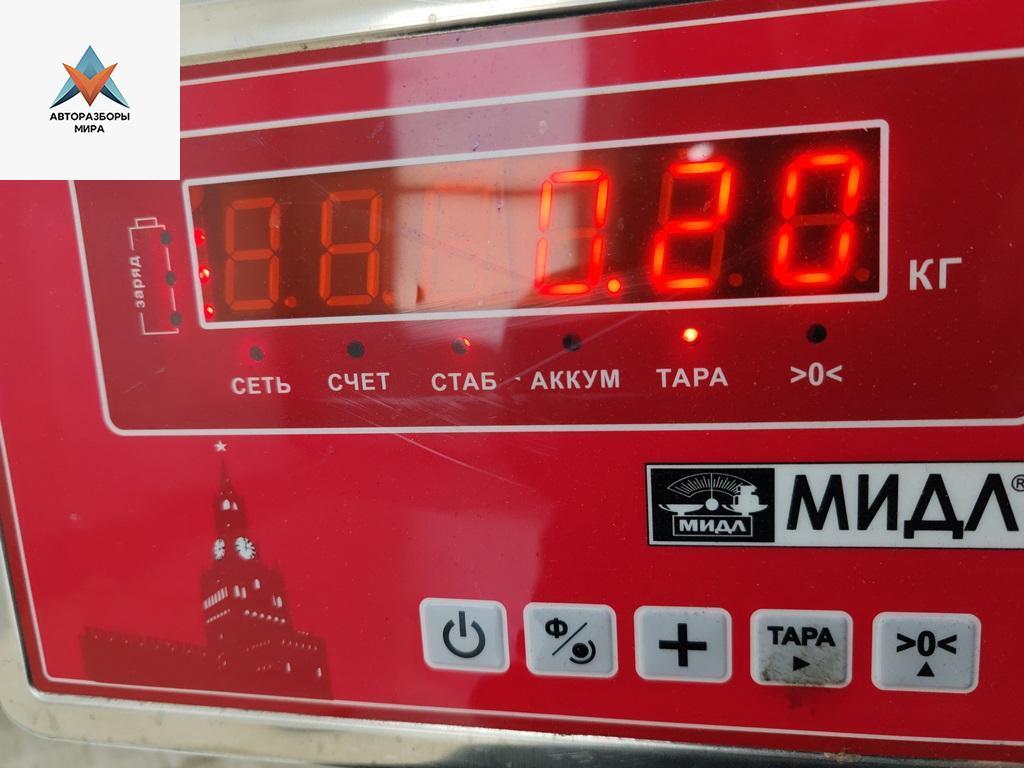 АВТОРАЗБОРЫ
МИРА
заряд
0.20
КГ
СЕТЬ СЧЕТ СТАБ АККУМ ТАРА >0<
МИДЛ МИДЛ®
Ф ТАРА >0<